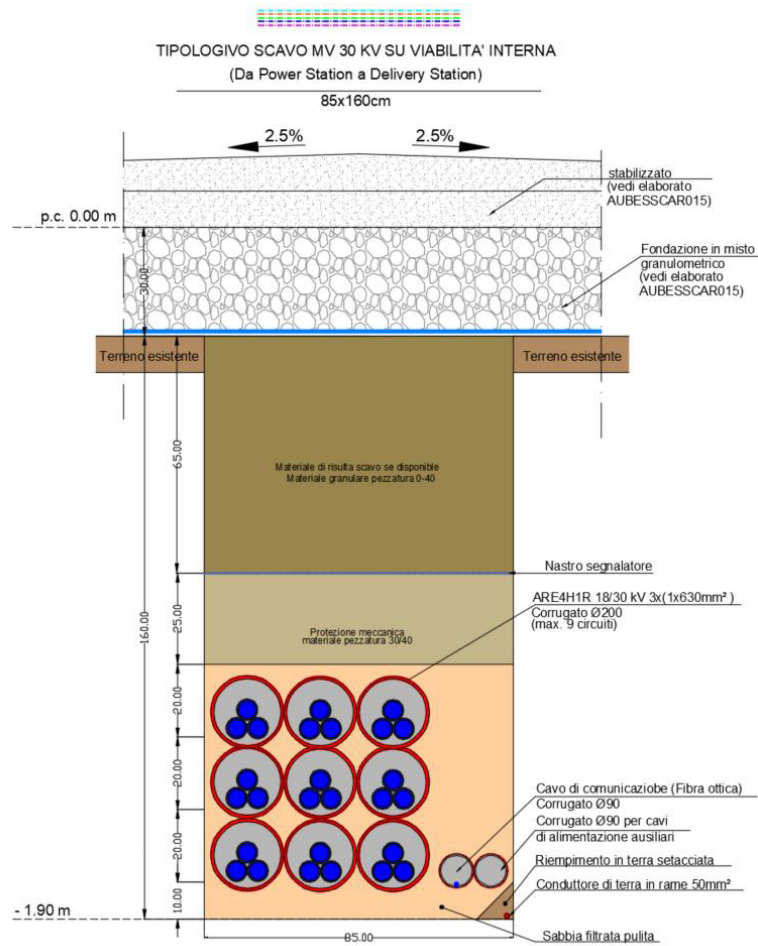 TIPOLOGIVO SCAVO MV 30 KV SU VIABILITA' INTERNA
(Da Power Station a Delivery Station)
85x160cm
2.5%
2.5%
stabilizzato
(vedi elaborato
AUBESSCAR015)
p.c. 0.00 m
Fondazione in misto
granulometrico
(vedi elaborato
AUBESSCAR015)
30.00
Terreno esistente
Terreno esistente
65.00
Materiale di risulta scavo se disponibile
Materiale granulare pezzatura 0-40
Nastro segnalatore
ARE4H1R 18/30 kV 3x(1x630mm² )
Corrugato Ø200
(max. 9 circuiti)
25.00
160.00
Protezione meccanica
materiale pezzatura 30/40
20.00
20.00
20.00
Cavo di comunicaziobe (Fibra ottica)
Corrugato Ø90
Corrugato Ø90 per cavi
di alimentazione ausiliari
Riempimento in terra setacciata
Conduttore di terra in rame 50mm²
10.00
- 1.90 m
Sabbia filtrata pulita
85.00